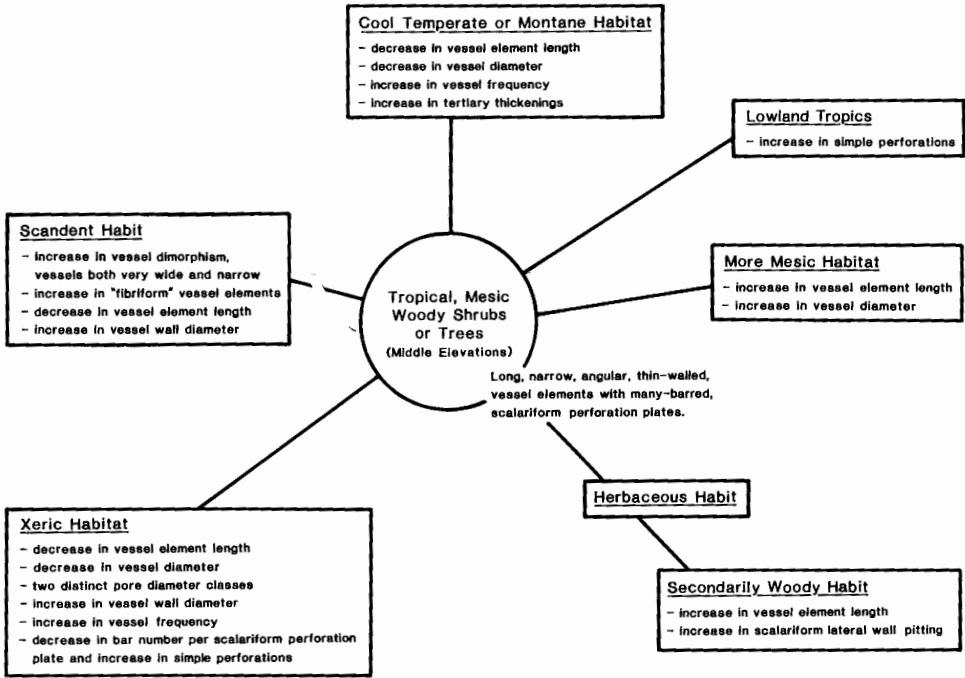 Cool Temperate or Montane Habitat
- decrease in vessel element length
- decrease in vessel diameter
- increase in vessel frequency
- increase in tertiary thickenings
Lowland Tropics
- increase in simple perforations
Scandent Habit
- increase in vessel dimorphism,
vessels both very wide and narrow
- increase in "fibriform" vessel elements
- decrease in vessel element length
- increase in vessel wall diameter
More Mesic Habitat
- increase in vessel element length
- increase in vessel diameter
Tropical, Mesic
Woody Shrubs
or Trees
(Middle Elevations)
Long, narrow, angular, thin-walled,
vessel elements with many-barred,
scalariform perforation plates.
Herbaceous Habit
Xeric Habitat
- decrease in vessel element length
- decrease in vessel diameter
- two distinct pore diameter classes
- increase in vessel wall diameter
- increase in vessel frequency
- decrease in bar number per scalariform perforation
plate and increase in simple perforations
Secondarily Woody Habit
- increase in vessel element length
- increase in scalariform lateral wall pitting